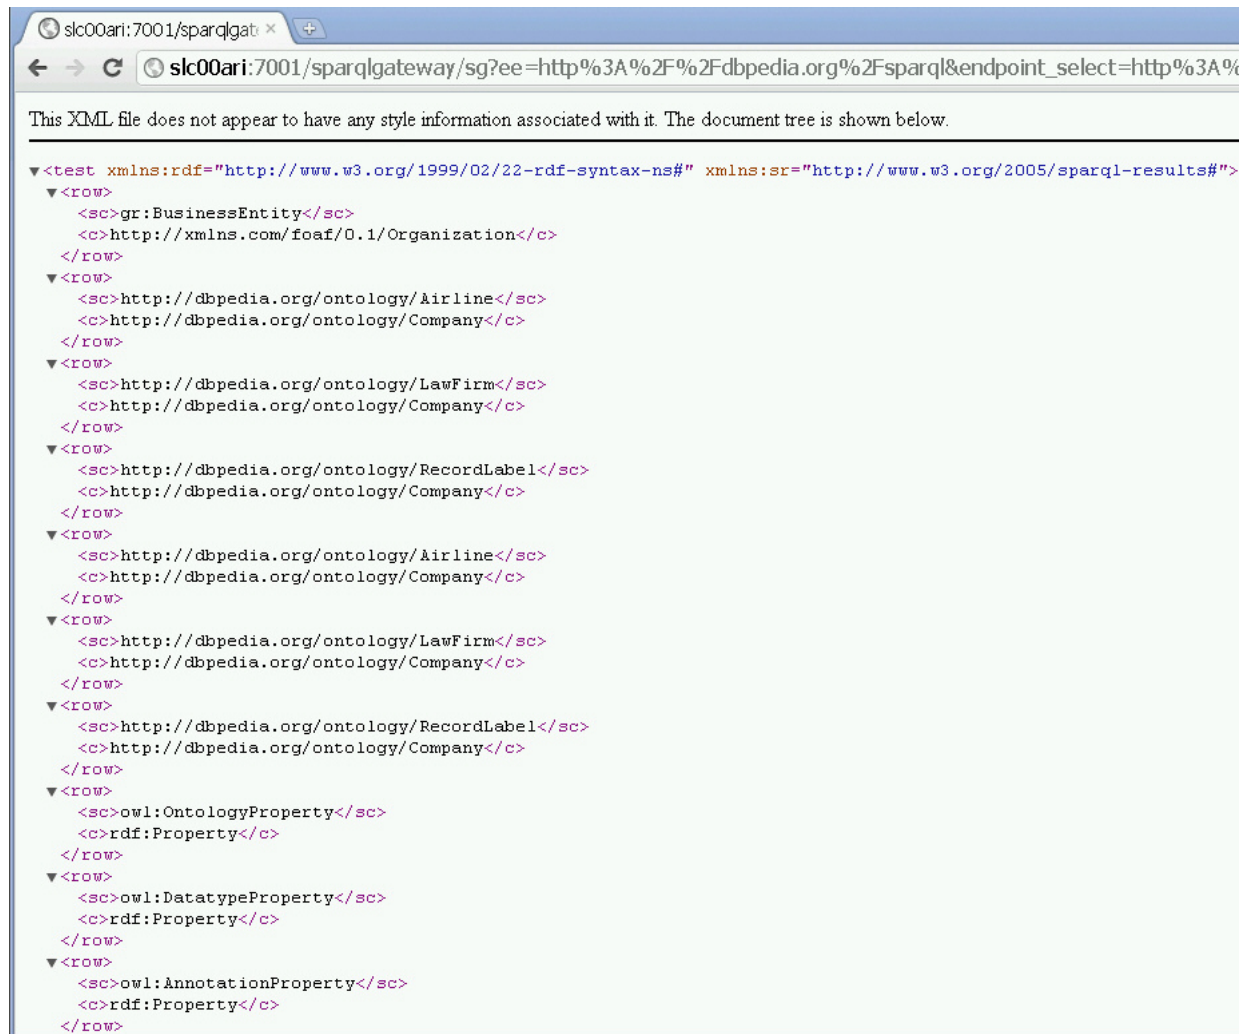 slc00ari:7001/sparqlgat
slc00ari:7001/sparqlgateway/sg?ee=http%3A%2F%2Fdbpedia.org%2Fsparql&endpoint_select=http%3A%
This XML file does not appear to have any style information associated with it. The document tree is shown below.
▼<test xmlns:rdf="http://www.w3.org/1999/02/22-rdf-syntax-ns#" xmlns:sr="http://www.w3.org/2005/sparql-results#">
▼<row>
<sc>gr:BusinessEntity</sc>
<c>http://xmlns.com/foaf/0.1/Organization</c>
</row>
▼<row>
<sc>http://dbpedia.org/ontology/Airline</sc>
<c>http://dbpedia.org/ontology/Company</c>
</row>
▼<row>
<sc>http://dbpedia.org/ontology/LawFirm</sc>
<c>http://dbpedia.org/ontology/Company</c>
</row>
▼<row>
<sc>http://dbpedia.org/ontology/RecordLabel</sc>
<c>http://dbpedia.org/ontology/Company</c>
</row>
▼<row>
<sc>http://dbpedia.org/ontology/Airline</sc>
<c>http://dbpedia.org/ontology/Company</c>
</row>
▼<row>
<sc>http://dbpedia.org/ontology/LawFirm</sc>
<c>http://dbpedia.org/ontology/Company</c>
</row>
▼<row>
<sc>http://dbpedia.org/ontology/RecordLabel</sc>
<c>http://dbpedia.org/ontology/Company</c>
</row>
▼<row>
<sc>owl:OntologyProperty</sc>
<c>rdf:Property</c>
</row>
▼<row>
<sc>owl:DatatypeProperty</sc>
<c>rdf:Property</c>
</row>
▼<row>
<sc>owl:AnnotationProperty</sc>
<c>rdf:Property</c>
</row>